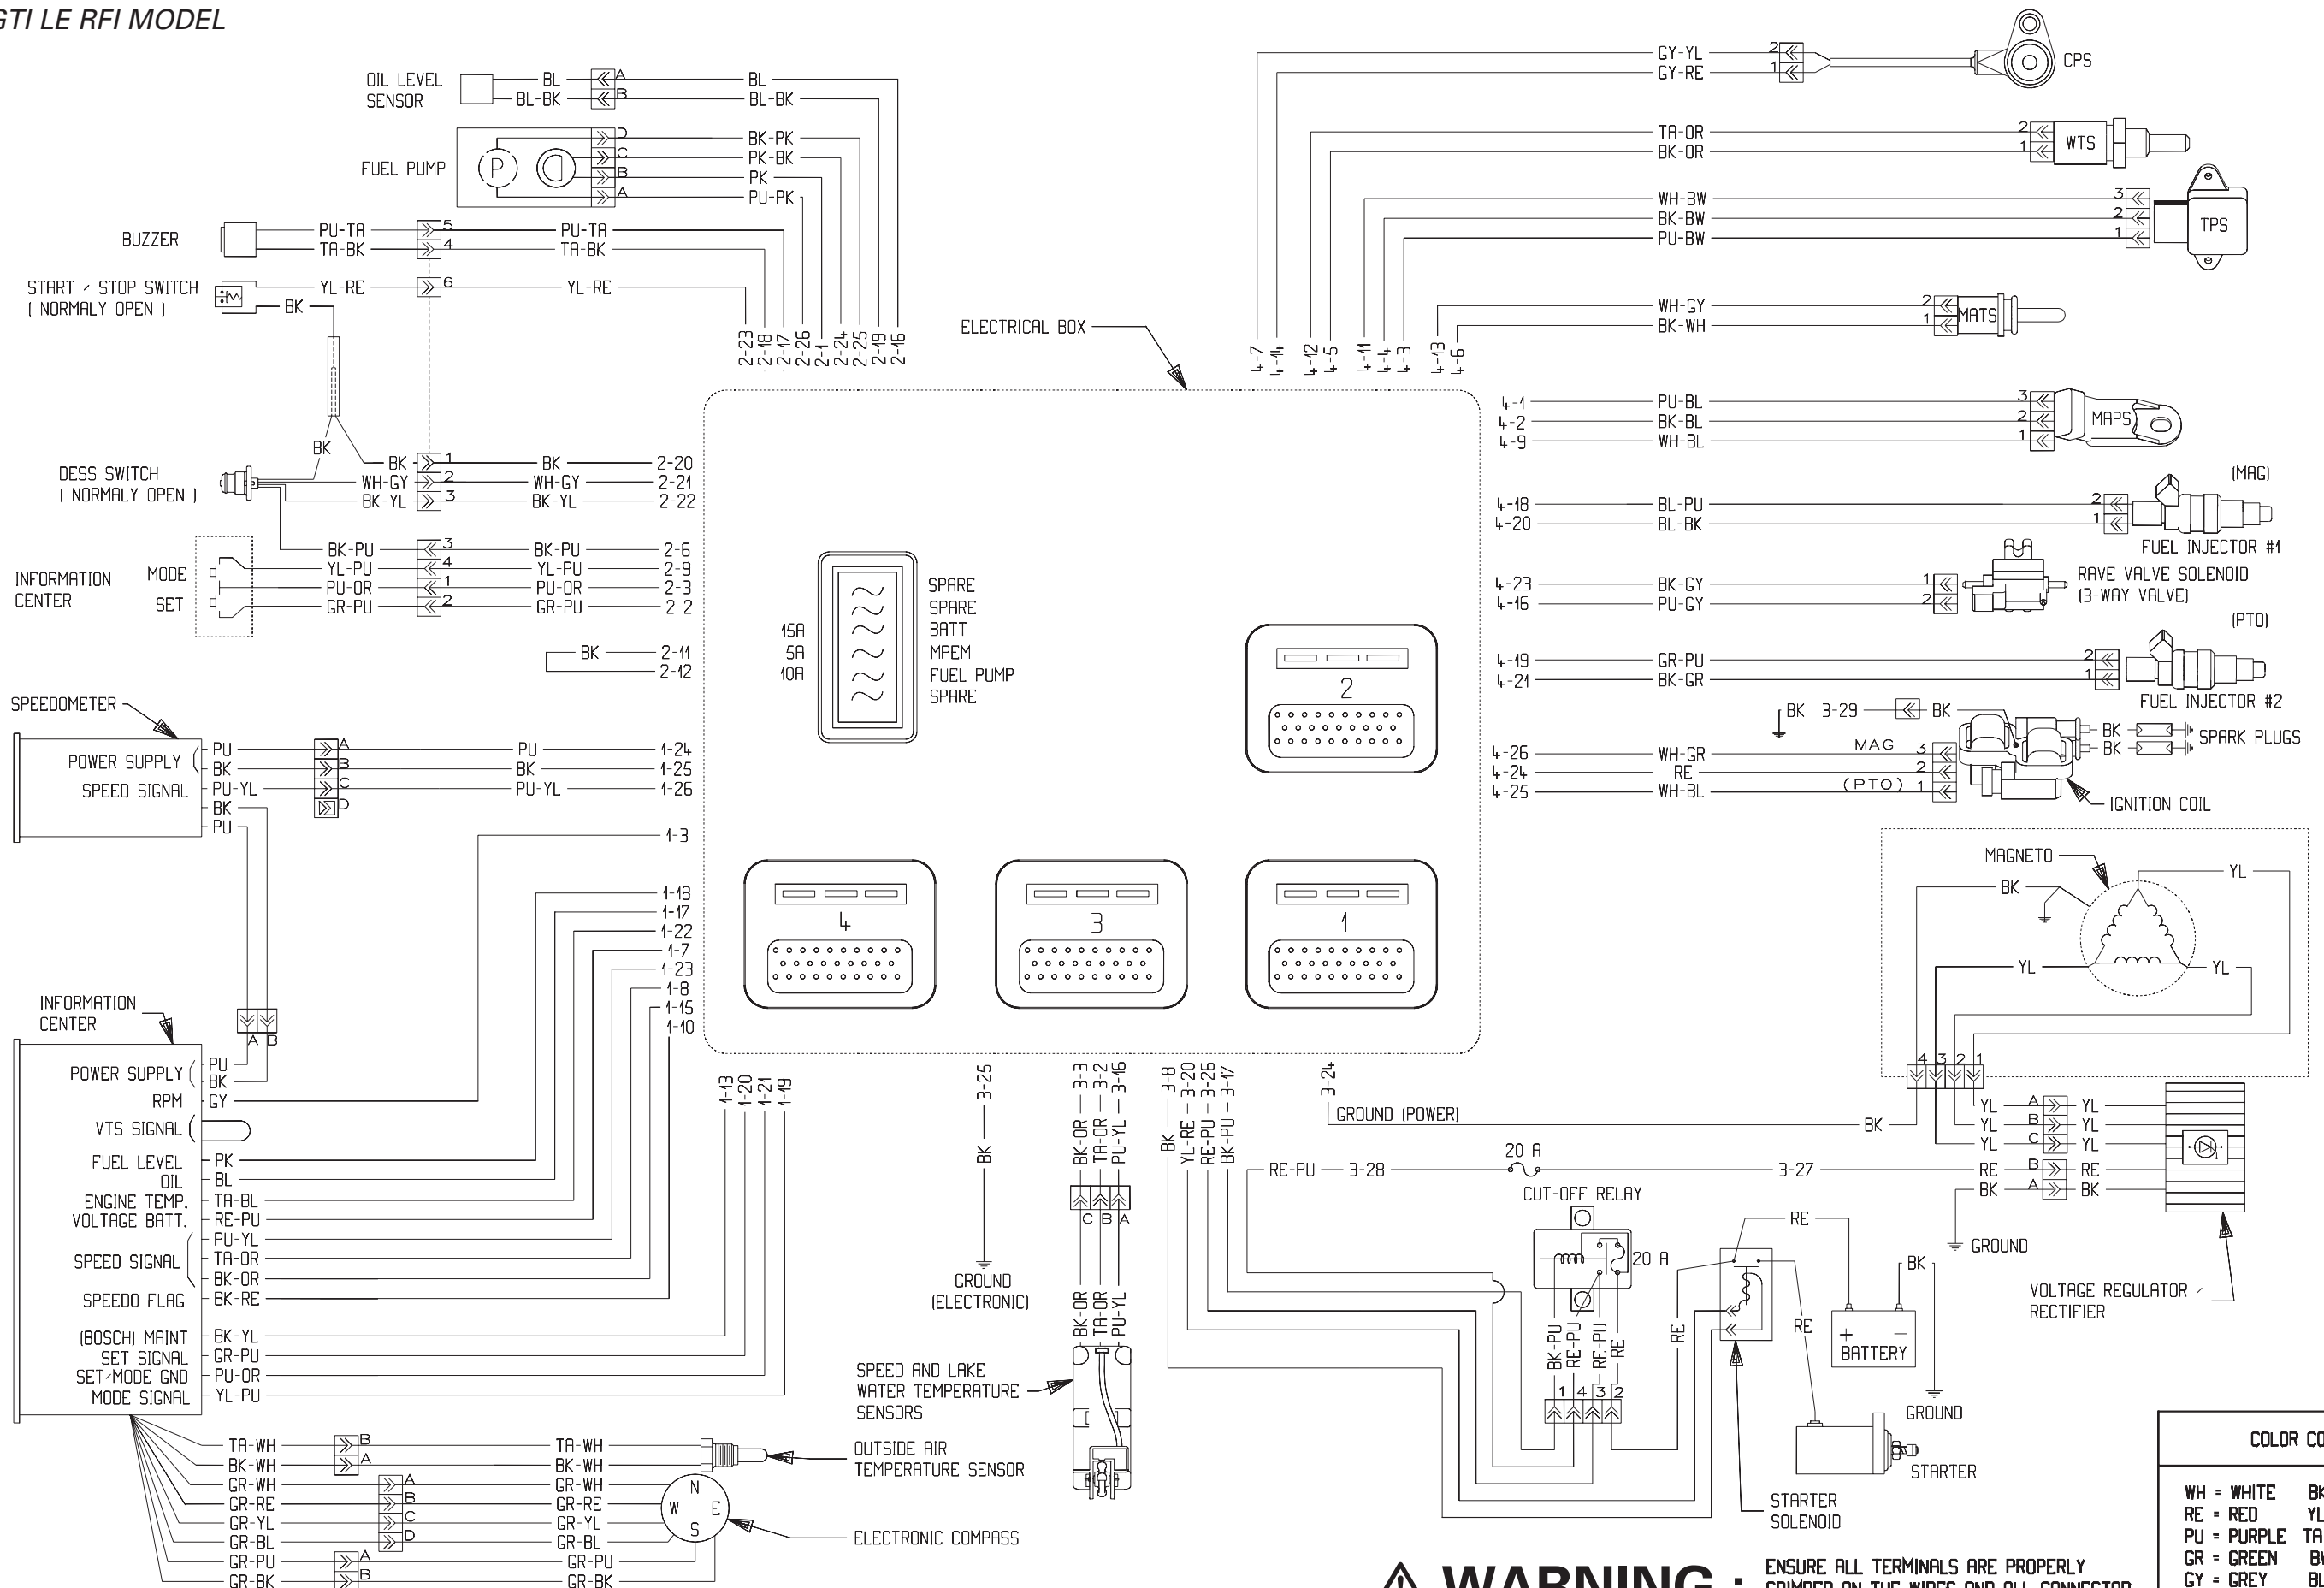 GTI LE RFI MODEL
OIL LEVEL
SENSOR
BL A BL
BL-BK B BL-BK
FUEL PUMP
P
D BK-PK
C PK-BK
B PK
A PU-PK
BUZZER
PU-TA 5 PU-TA
TA-BK 4 TA-BK
START / STOP SWITCH
( NORMALY OPEN )
YL-RE 6 YL-RE
BK
2-23 2-18 2-17 2-26 2-1 2-24 2-25 2-19 2-16
BK
DESS SWITCH
( NORMALY OPEN )
BK 1 BK 2-20
WH-GY 2 WH-GY 2-21
BK-YL 3 BK-YL 2-22
INFORMATION
CENTER
MODE
SET
BK-PU 3 BK-PU 2-6
YL-PU 4 YL-PU 2-9
PU-OR 1 PU-OR 2-3
GR-PU 2 GR-PU 2-2
BK 2-11
2-12
SPEEDOMETER
POWER SUPPLY
SPEED SIGNAL
PU A PU 1-24
BK B BK 1-25
PU-YL C PU-YL 1-26
BK D
PU
1-3
1-18
1-17
1-22
1-7
1-23
1-8
1-15
1-10
INFORMATION
CENTER
A B
POWER SUPPLY PU
BK
RPM GY
VTS SIGNAL
FUEL LEVEL PK
OIL BL
ENGINE TEMP. TA-BL
VOLTAGE BATT. RE-PU
SPEED SIGNAL PU-YL
TA-OR
BK-OR
SPEEDO FLAG BK-RE
(BOSCH) MAINT BK-YL
SET SIGNAL GR-PU
SET/MODE GND PU-OR
MODE SIGNAL YL-PU
1-13 1-20 1-21 1-19
TA-WH B TA-WH
BK-WH A BK-WH
GR-WH A GR-WH
GR-RE B GR-RE
GR-YL C GR-YL
GR-BL D GR-BL
GR-PU A GR-PU
GR-BK B GR-BK
OUTSIDE AIR
TEMPERATURE SENSOR
N
W E
S
ELECTRONIC COMPASS
ELECTRICAL BOX
SPARE
SPARE
15A BATT
5A MPEM
10A FUEL PUMP
SPARE
2
4
3
1
3-25
BK
GROUND
(ELECTRONIC)
BK-OR 3-3
TA-OR 3-2
PU-YL 3-16
C B A
BK-OR
TA-OR
PU-YL
SPEED AND LAKE
WATER TEMPERATURE
SENSORS
BK 3-8
YL-RE 3-20
RE-PU 3-26
BK-PU 3-17
3-24
GROUND (POWER)
BK
RE-PU 3-28
20 A
3-27
CUT-OFF RELAY
20 A
BK-PU RE-PU RE-PU RE
1 4 3 2
RE
RE
RE
BK
+ -
BATTERY
GROUND
STARTER
STARTER
SOLENOID
GY-YL 2
GY-RE 1
CPS
TA-OR 2
BK-OR 1
WTS
WH-BW 3
BK-BW 2
PU-BW 1
TPS
WH-GY 2
BK-WH 1
MATS
4-7 4-14 4-12 4-5 4-11 4-4 4-3 4-13 4-6
4-1 PU-BL 3
4-2 BK-BL 2
4-9 WH-BL 1
MAPS
(MAG)
4-18 BL-PU 2
4-20 BL-BK 1
FUEL INJECTOR #1
4-23 BK-GY 1
4-16 PU-GY 2
RAVE VALVE SOLENOID
(3-WAY VALVE)
(PTO)
4-19 GR-PU 2
4-21 BK-GR 1
FUEL INJECTOR #2
BK 3-29 BK
BK
BK
SPARK PLUGS
4-26 WH-GR MAG 3
4-24 RE 2
4-25 WH-BL (PTO) 1
IGNITION COIL
MAGNETO
BK
YL
YL
YL
4 3 2 1
YL A YL
YL B YL
YL C YL
RE B RE
BK A BK
GROUND
VOLTAGE REGULATOR /
RECTIFIER
COLOR
WH = WHITE
RE = RED
PU = PURPLE
GR = GREEN
GY = GREY
WARNING :
ENSURE ALL TERMINALS ARE PROPERLY
CRIMPED ON THE WIRES AND ALL CONNECTOR